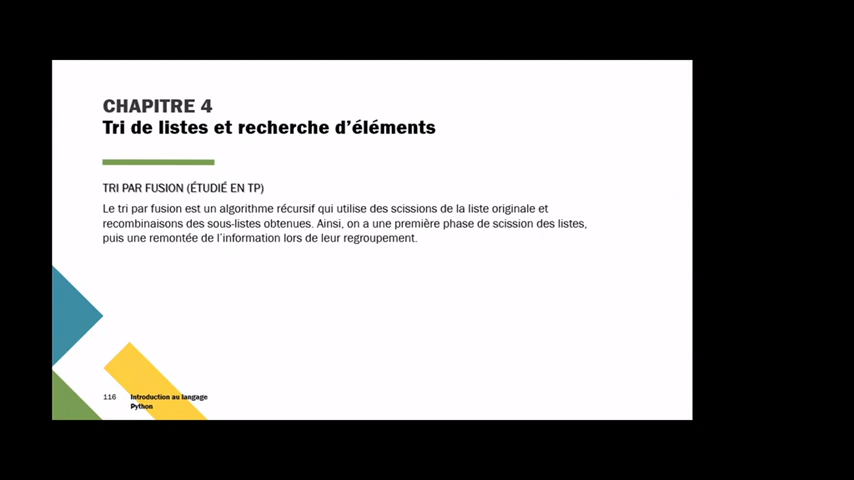 CHAPITRE 4
Tri de listes et recherche d’éléments
TRI PAR FUSION (ÉTUDIÉ EN TP)
Le tri par fusion est un algorithme récursif qui utilise des scissions de la liste originale et
recombinaisons des sous-listes obtenues. Ainsi, on a une première phase de scission des listes,
puis une remontée de l’information lors de leur regroupement.
116
Introduction au langage
Python